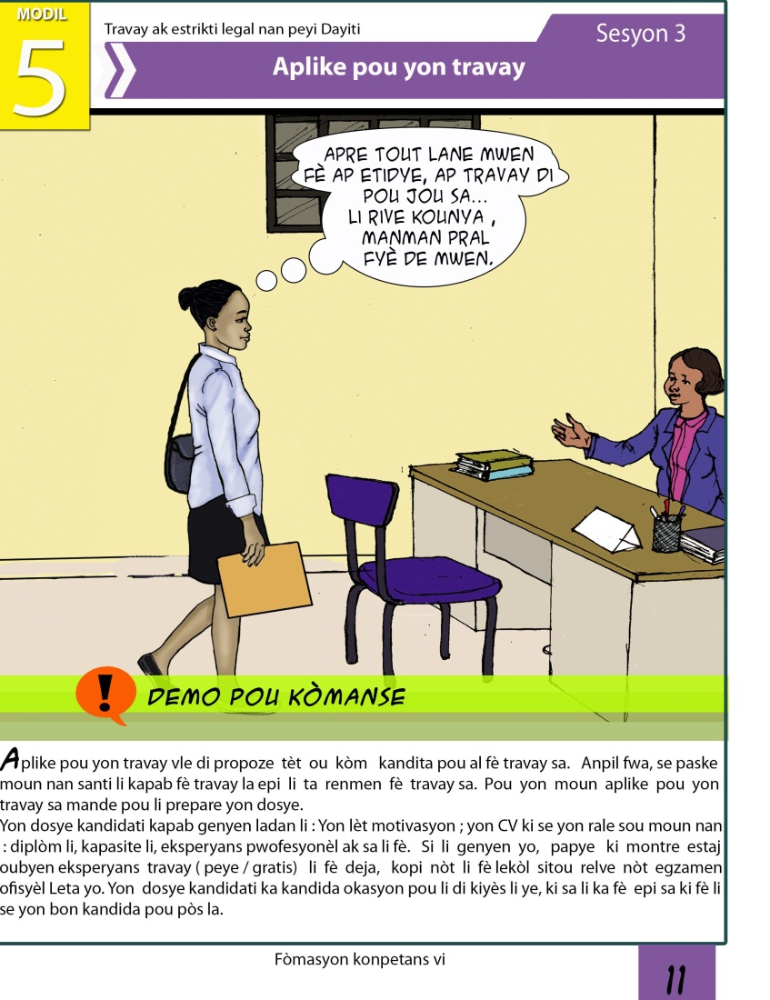 MODIL
5
Travay ak estrikti legal nan peyi Dayiti
Sesyon 3
Aplike pou yon travay
APRE TOUT LANE MWEN
FÈ AP ETIDYE, AP TRAVAY DI
POU JOU SA...
LI RIVE KOUNYA ,
MANMAN PRAL
FYÈ DE MWEN.
! DEMO POU KÒMANSE
Aplike pou yon travay vle di propoze tèt ou kòm kandita pou al fè travay sa. Anpil fwa, se paske
moun nan santi li kapab fè travay la epi li ta renmen fè travay sa. Pou yon moun aplike pou yon
travay sa mande pou li prepare yon dosye.
Yon dosye kandidati kapab genyen ladan li : Yon lèt motivasyon ; yon CV ki se yon rale sou moun nan
: diplòm li, kapasite li, eksperyans pwofesyonèl ak sa li fè. Si li genyen yo, papye ki montre estaj
oubyen eksperyans travay ( peye / gratis) li fè deja, kopi nòt li fè lekòl sitou relve nòt egzamen
ofisyèl Leta yo. Yon dosye kandidati ka kandida okasyon pou li di kiyès li ye, ki sa li ka fè epi sa ki fè li
se yon bon kandida pou pòs la.
Fòmasyon konpetans vi
11